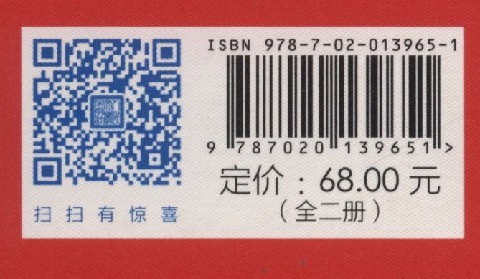 ISBN 978-7-02-013965-1
9 787020 139651 >
定价：68.00 元
（全二册）
扫扫有惊喜